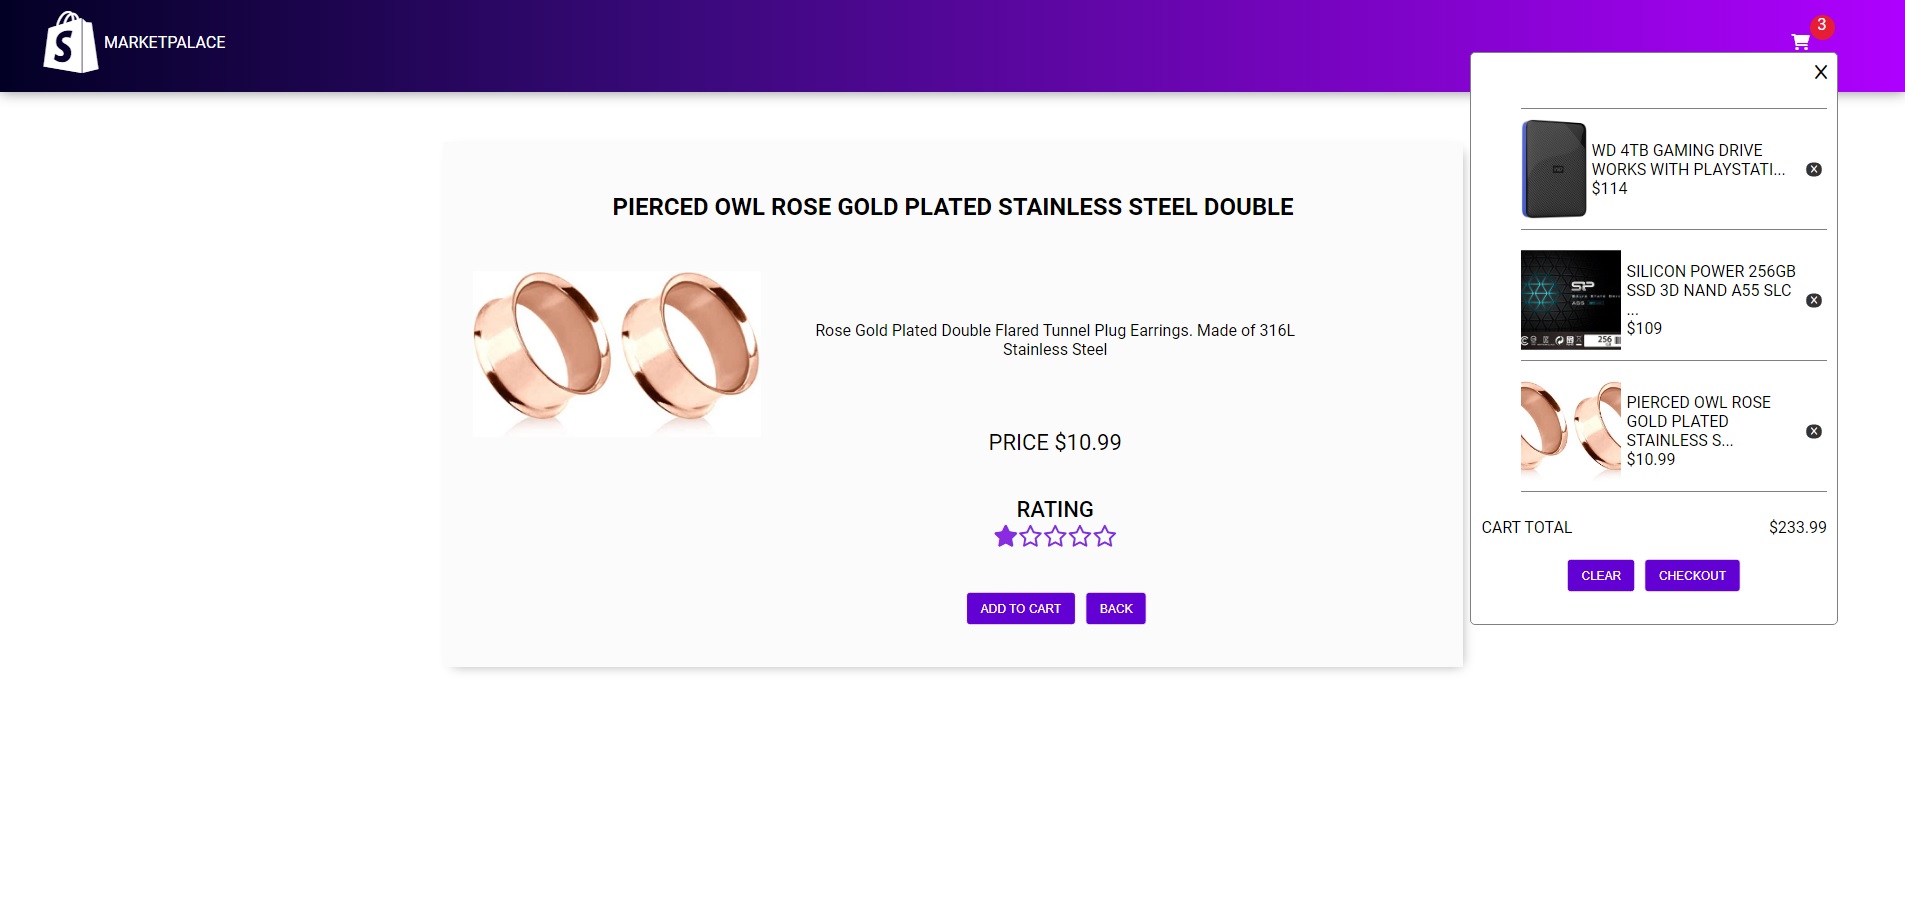 S
MARKETPALACE
3
X
PIERCED OWL ROSE GOLD PLATED STAINLESS STEEL DOUBLE
Rose Gold Plated Double Flared Tunnel Plug Earrings. Made of 316L
Stainless Steel
PRICE $10.99
RATING
ADD TO CART
BACK
WD 4TB GAMING DRIVE
WORKS WITH PLAYSTATI...
$114
X
SP
256
SILICON POWER 256GB
SSD 3D NAND A55 SLC
...
$109
X
PIERCED OWL ROSE
GOLD PLATED
STAINLESS S...
$10.99
X
CART TOTAL $233.99
CLEAR
CHECKOUT